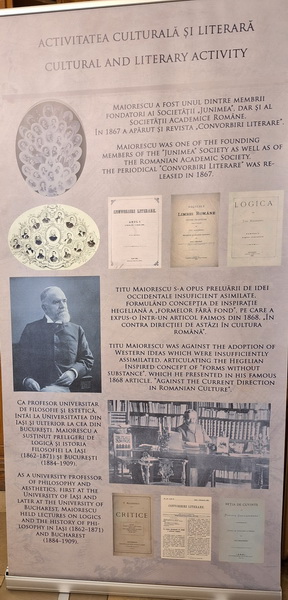 ACTIVITATEA CULTURALĂ ȘI LITERARĂ
CULTURAL AND LITERARY ACTIVITY
MAIORESCU A FOST UNUL DINTRE MEMBRII
FONDATORI AI SOCIETĂȚII „JUNIMEA”, DAR ȘI AI
SOCIETĂȚII ACADEMICE ROMÂNE.
ÎN 1867 A APĂRUT ȘI REVISTA „CONVORBIRI LITERARE”.
MAIORESCU WAS ONE OF THE FOUNDING
MEMBERS OF THE "JUNIMEA" SOCIETY AS WELL AS OF
THE ROMANIAN ACADEMIC SOCIETY.
THE PERIODICAL "CONVORBIRI LITERARE" WAS RE-
LEASED IN 1867.
CONVORBIRI LITERARE
LIMBEI ROMÂNE
LOGICA
TITU MAIORESCU S-A OPUS PRELUĂRII DE IDEI
OCCIDENTALE INSUFICIENT ASIMILATE,
FORMULÂND CONCEPȚIA DE INSPIRAȚIE
HEGELIANĂ A „FORMELOR FĂRĂ FOND”, PE CARE A
EXPUS-O ÎNTR-UN ARTICOL FAIMOS DIN 1868, „ÎN
CONTRA DIRECȚIEI DE ASTĂZI ÎN CULTURA
ROMÂNĂ”.
TITU MAIORESCU WAS AGAINST THE ADOPTION OF
WESTERN IDEAS WHICH WERE INSUFFICIENTLY
ASSIMILATED, ARTICULATING THE HEGELIAN
INSPIRED CONCEPT OF "FORMS WITHOUT
SUBSTANCE", WHICH HE PRESENTED IN HIS FAMOUS
1868 ARTICLE, "AGAINST THE CURRENT DIRECTION
IN ROMANIAN CULTURE".
CA PROFESOR UNIVERSITAR
DE FILOSOFIE ȘI ESTETICĂ,
ÎNTÂI LA UNIVERSITATEA DIN
IAȘI ȘI ULTERIOR LA CEA DIN
BUCUREȘTI, MAIORESCU A
SUSȚINUT PRELEGERI DE
LOGICĂ ȘI ISTORIA
FILOSOFIEI LA IAȘI
(1862-1871) ȘI BUCUREȘTI
(1884-1909).
AS A UNIVERSITY PROFESSOR
OF PHILOSOPHY AND
AESTHETICS, FIRST AT THE
UNIVERSITY OF IAȘI AND
LATER AT THE UNIVERSITY OF
BUCHAREST, MAIORESCU
HELD LECTURES ON LOGICS
AND THE HISTORY OF PHI-
LOSOPHY IN IAȘI (1862-1871)
AND BUCHAREST
(1884-1909).
CRITICE
CONVORBIRI LITERARE